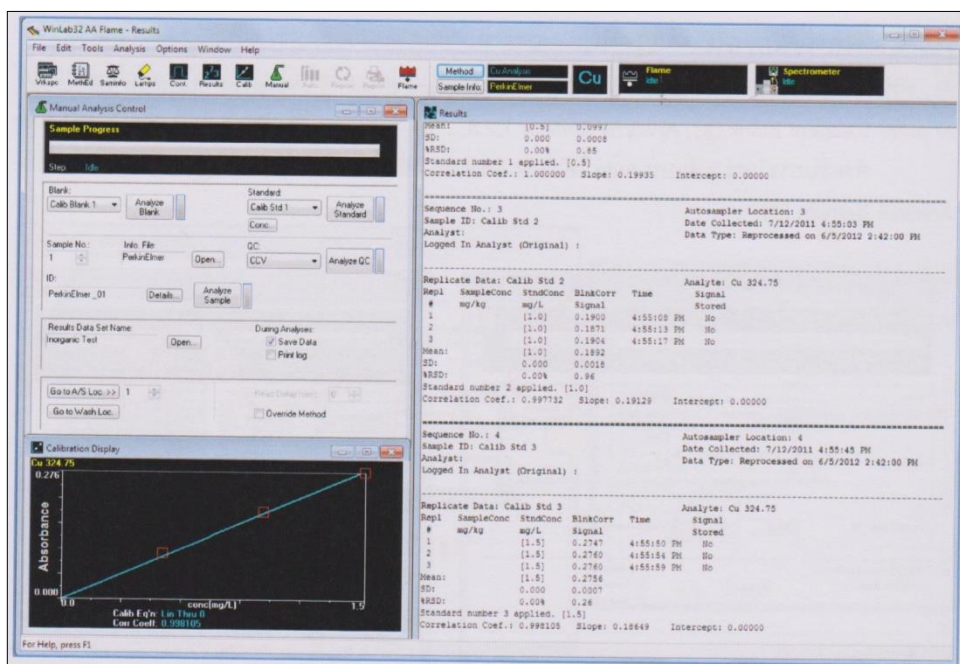 WinLab32 AA Flame - Results
File Edit Tools Analysis Options Window Help
Wkspc MethEd SamInfo Lamps Cont Results Calib Manual Flame
Method Cu Analysis
Sample Info: PerkinElmer
Cu
Flame
Idle
Spectrometer
Idle
Manual Analysis Control
Sample Progress
Step Idle
Blank:
Calib Blank 1
Analyze Blank
Standard:
Calib Std 1
Analyze Standard
Conc...
Sample No.:
1
Info. File:
PerkinElmer
Open...
QC:
CCV
Analyze QC
ID:
PerkinElmer_01
Details...
Analyze Sample
Results Data Set Name:
Inorganic Test
Open...
During Analyses:
Save Data
Print log
Go to A/S Loc. >> 1
Go to Wash Loc.
Override Method
Calibration Display
Cu 324.75
0.276
Absorbance
0.000
0.0
conc(mg/L)
1.5
Calib Eq'n: Lin Thru 0
Corr Coeff: 0.998105
For Help, press F1
Results
Mean: [0.5] 0.0997
SD: 0.000 0.0008
%RSD: 0.00% 0.85
Standard number 1 applied. [0.5]
Correlation Coef.: 1.000000 Slope: 0.19935 Intercept: 0.00000
Sequence No.: 3 Autosampler Location: 3
Sample ID: Calib Std 2 Date Collected: 7/12/2011 4:55:03 PM
Analyst: Data Type: Reprocessed on 6/5/2012 2:42:00 PM
Logged In Analyst (Original) :
Replicate Data: Calib Std 2 Analyte: Cu 324.75
Repl SampleConc StndConc BlnkCorr Time Signal
# mg/kg mg/L Signal Stored
1 [1.0] 0.1900 4:55:08 PM No
2 [1.0] 0.1871 4:55:13 PM No
3 [1.0] 0.1904 4:55:17 PM No
Mean: [1.0] 0.1892
SD: 0.000 0.0018
%RSD: 0.00% 0.96
Standard number 2 applied. [1.0]
Correlation Coef.: 0.997732 Slope: 0.19129 Intercept: 0.00000
Sequence No.: 4 Autosampler Location: 4
Sample ID: Calib Std 3 Date Collected: 7/12/2011 4:55:45 PM
Analyst: Data Type: Reprocessed on 6/5/2012 2:42:00 PM
Logged In Analyst (Original) :
Replicate Data: Calib Std 3 Analyte: Cu 324.75
Repl SampleConc StndConc BlnkCorr Time Signal
# mg/kg mg/L Signal Stored
1 [1.5] 0.2747 4:55:50 PM No
2 [1.5] 0.2760 4:55:54 PM No
3 [1.5] 0.2760 4:55:59 PM No
Mean: [1.5] 0.2756
SD: 0.000 0.0007
%RSD: 0.00% 0.26
Standard number 3 applied. [1.5]
Correlation Coef.: 0.998105 Slope: 0.18649 Intercept: 0.00000